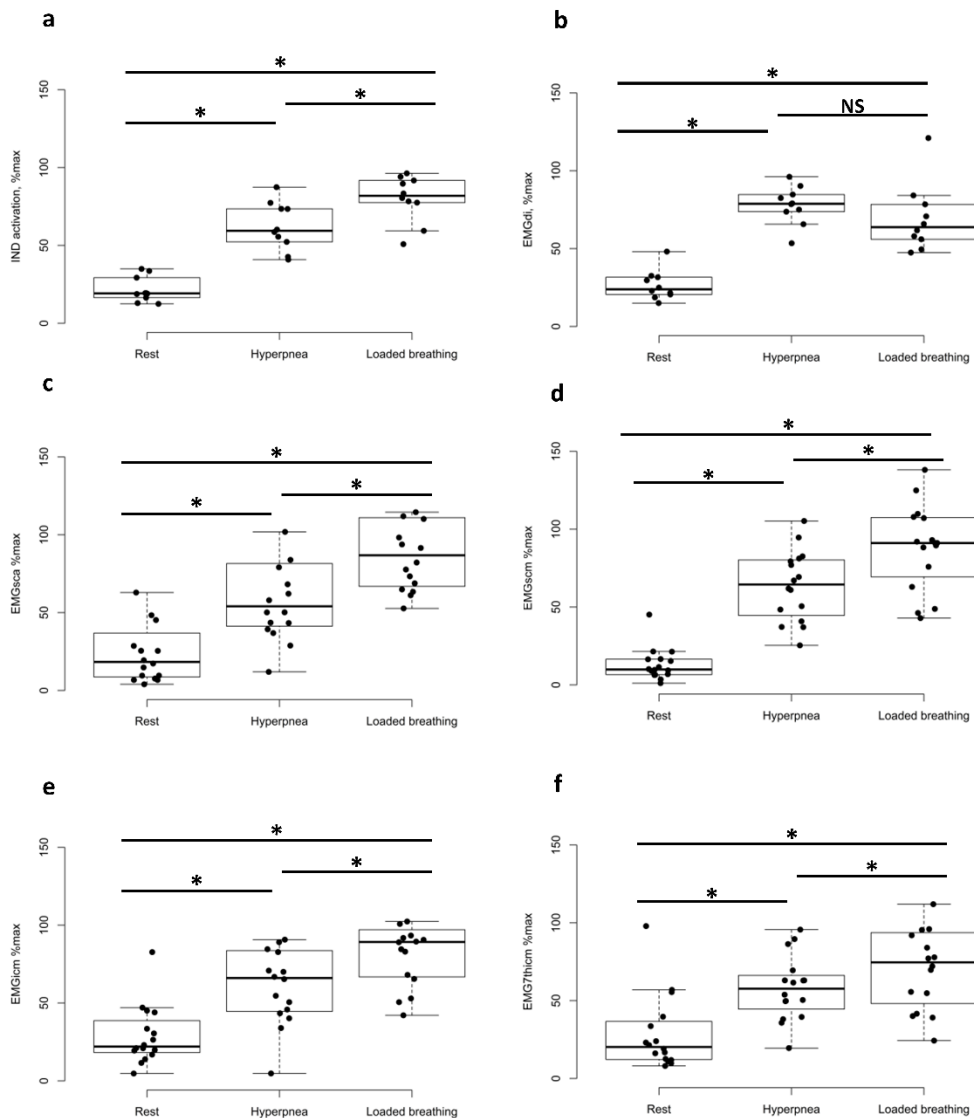 a
*
*
*
IND activation, %max
0
50
100
150
Rest
Hyperpnea
Loaded breathing
b
*
NS
*
EMGdi, %max
0
50
100
150
Rest
Hyperpnea
Loaded breathing
c
*
*
*
EMGsca %max
0
50
100
150
Rest
Hyperpnea
Loaded breathing
d
*
*
*
EMGscm %max
0
50
100
150
Rest
Hyperpnea
Loaded breathing
e
*
*
*
EMGicm %max
0
50
100
150
Rest
Hyperpnea
Loaded breathing
f
*
*
*
EMG7thicm %max
0
50
100
150
Rest
Hyperpnea
Loaded breathing